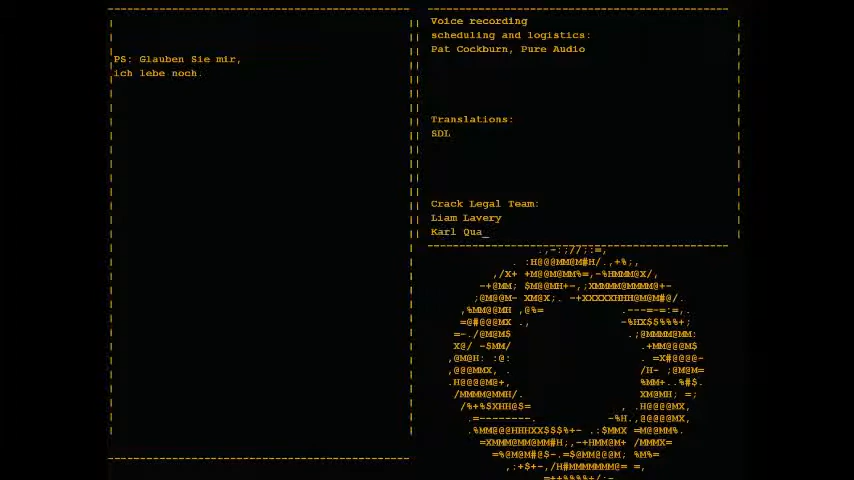 PS: Glauben Sie mir,
ich lebe noch.
Voice recording
scheduling and logistics:
Pat Cockburn, Pure Audio
Translations:
SDL
Crack Legal Team:
Liam Lavery
Karl Qua_